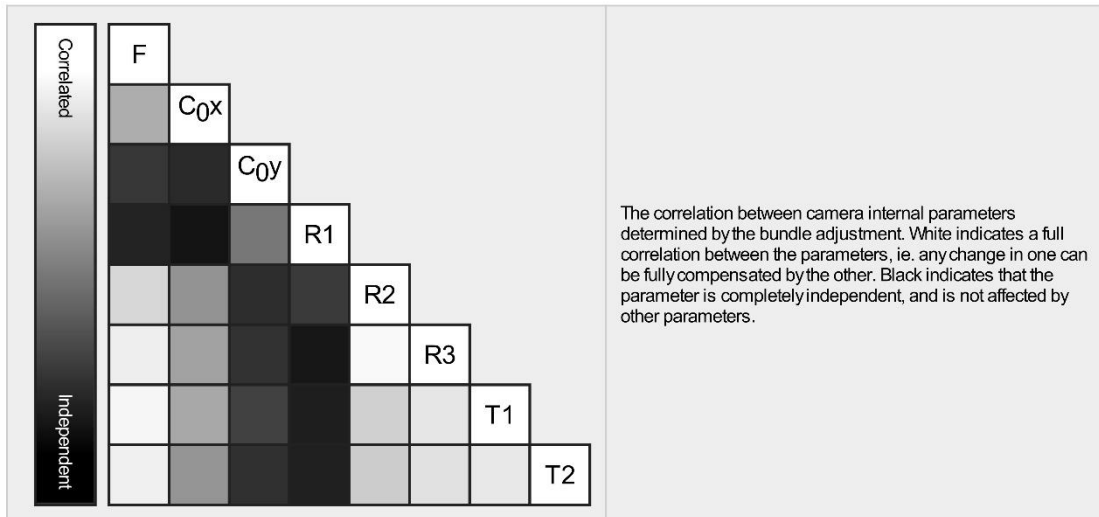 Correlated
Independent
F
C0x
C0y
R1
R2
R3
T1
T2
The correlation between camera internal parameters
determined by the bundle adjustment. White indicates a full
correlation between the parameters, ie. any change in one can
be fully compensated by the other. Black indicates that the
parameter is completely independent, and is not affected by
other parameters.